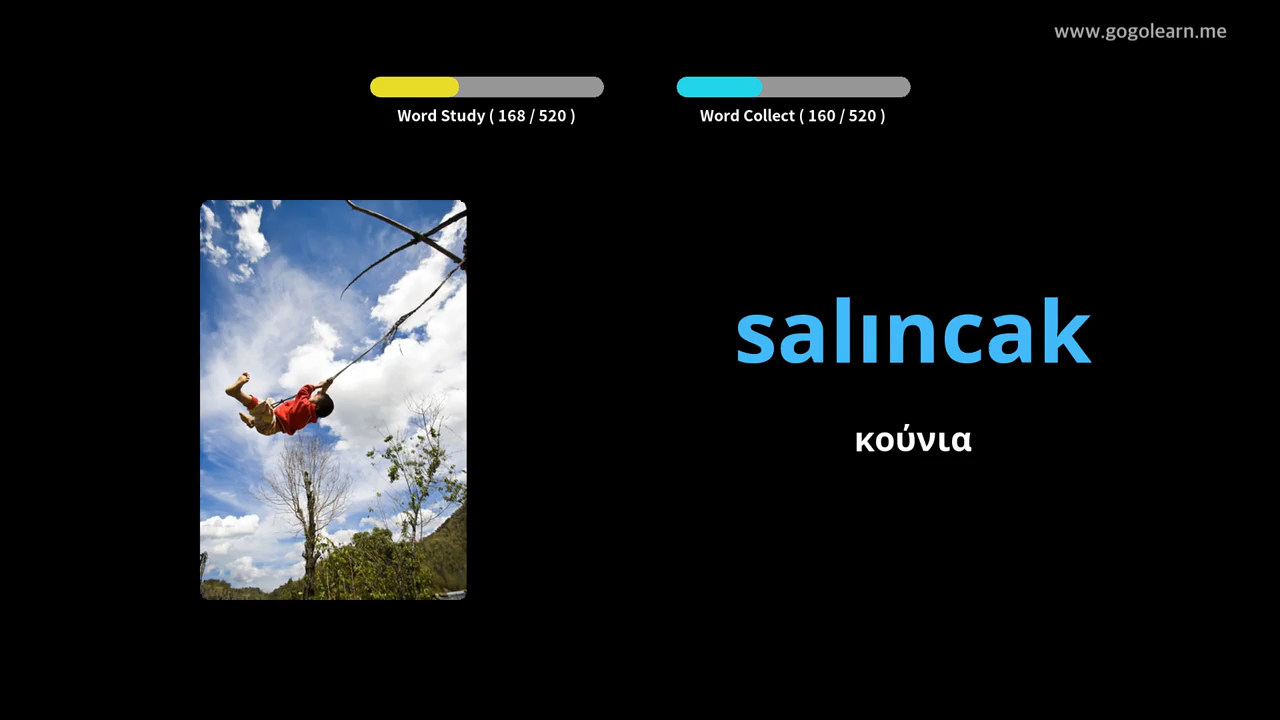 www.gogolearn.me
Word Study ( 168 / 520 )
Word Collect ( 160 / 520 )
salıncak
κούνια